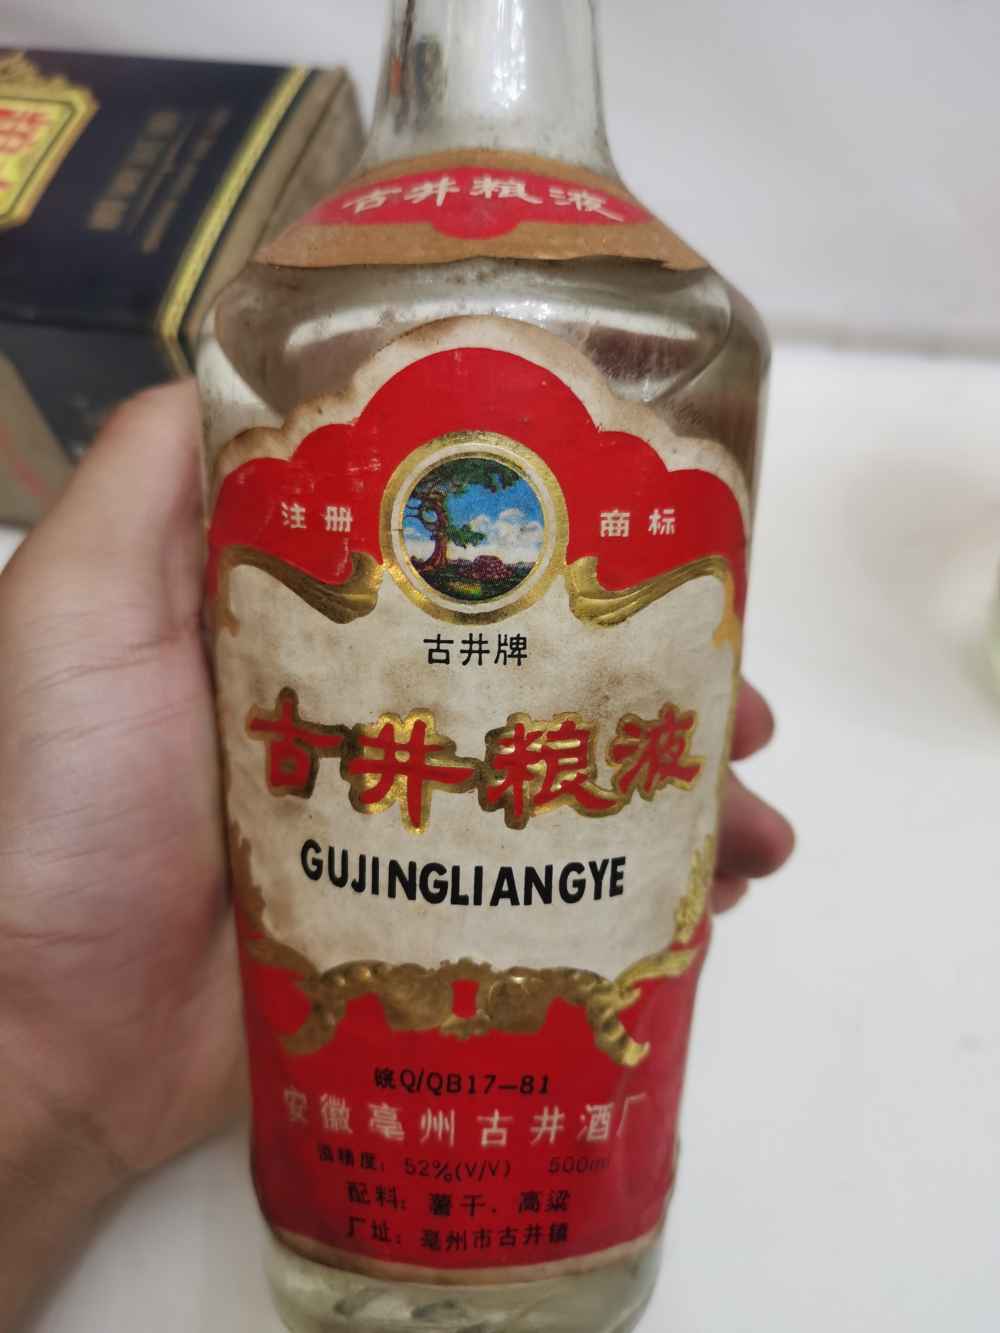 古井粮液
注册 商标
古井牌
古井粮液
GUJINGLIANGYE
皖Q/QB17-81
安徽亳州古井酒厂
酒精度: 52%(V/V) 500ml
配料: 薯干、高粱
厂址: 亳州市古井镇